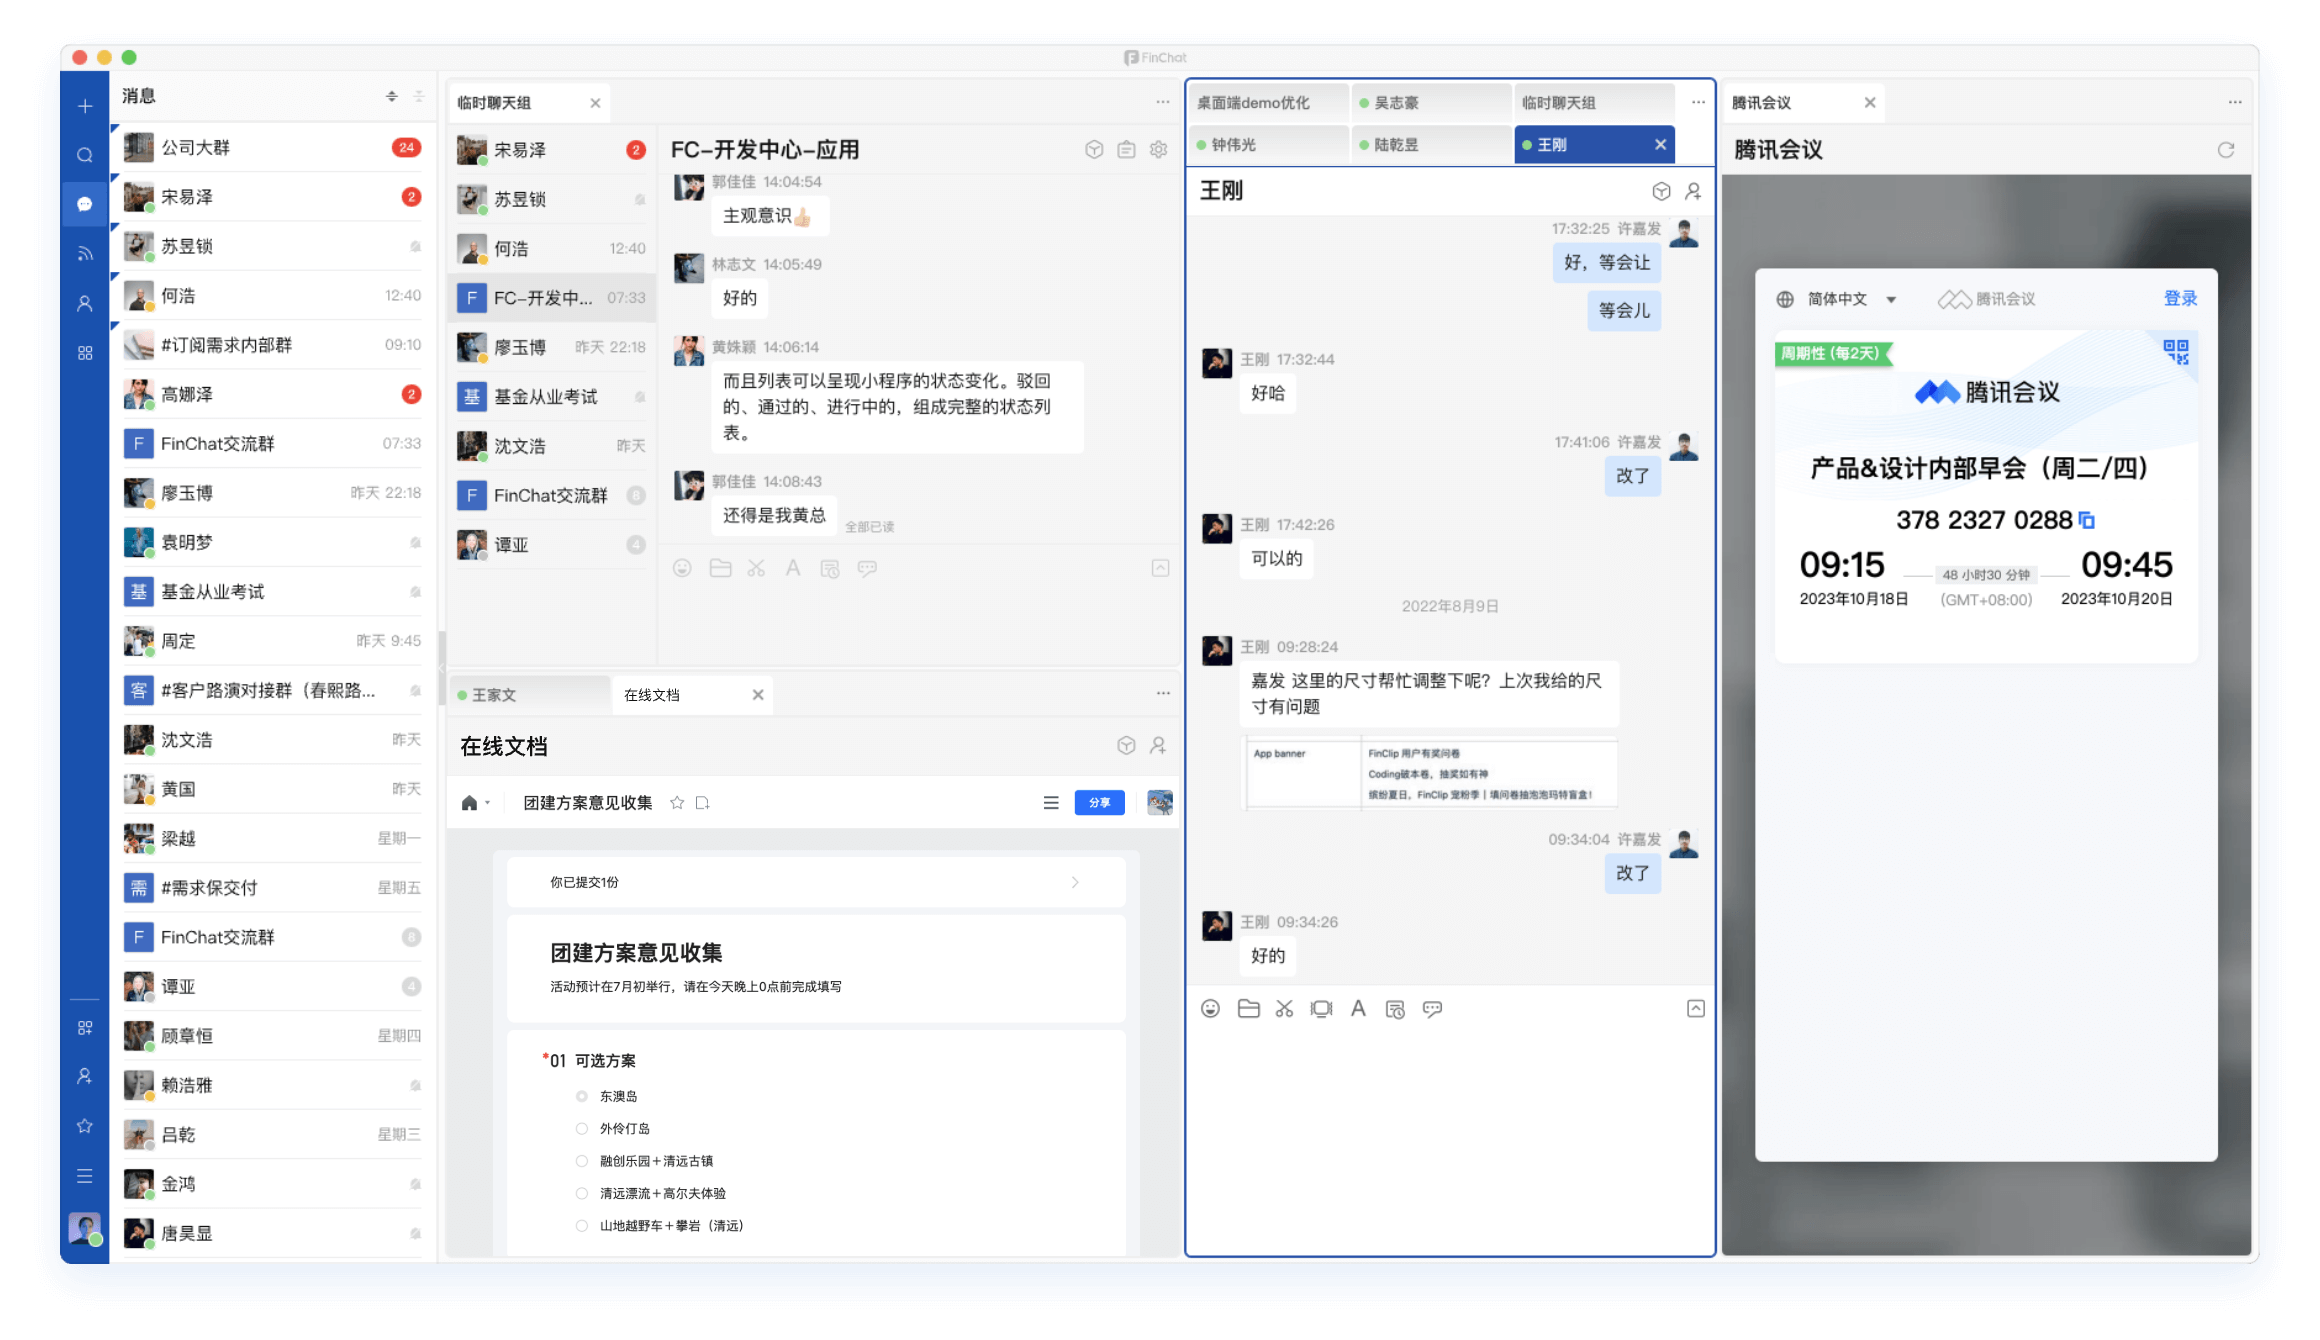 FinChat
消息
公司大群
24
宋易泽
2
苏昱锁
何浩
12:40
#订阅需求内部群
09:10
高娜泽
2
F
FinChat交流群
07:33
廖玉博
昨天 22:18
袁明梦
基
基金从业考试
周定
昨天 9:45
客
#客户路演对接群（春熙路...
沈文浩
昨天
黄国
昨天
梁越
星期一
需
#需求保交付
星期五
F
FinChat交流群
8
谭亚
4
顾章恒
星期四
赖浩雅
吕乾
星期三
金鸿
唐昊显
临时聊天组
宋易泽
2
苏昱锁
何浩
12:40
F
FC-开发中...
07:33
廖玉博
昨天 22:18
基
基金从业考试
沈文浩
昨天
F
FinChat交流群
8
谭亚
4
FC-开发中心-应用
郭佳佳 14:04:54
主观意识👍🏻
林志文 14:05:49
好的
黄姝颖 14:06:14
而且列表可以呈现小程序的状态变化。驳回
的、通过的、进行中的，组成完整的状态列
表。
郭佳佳 14:08:43
还得是我黄总
全部已读
王家文
在线文档
在线文档
团建方案意见收集
分享
你已提交1份
团建方案意见收集
活动预计在7月初举行，请在今天晚上0点前完成填写
*01 可选方案
东澳岛
外伶仃岛
融创乐园+清远古镇
清远漂流+高尔夫体验
山地越野车+攀岩（清远）
桌面端demo优化
吴志豪
临时聊天组
钟伟光
陆乾昱
王刚
王刚
17:32:25 许嘉发
好，等会让
等会儿
王刚 17:32:44
好哈
17:41:06 许嘉发
改了
王刚 17:42:26
可以的
2022年8月9日
王刚 09:28:24
嘉发 这里的尺寸帮忙调整下呢？上次我给的尺
寸有问题
App banner
FinClip 用户有奖问卷
Coding破本卷，抽奖如有神
缤纷夏日，FinClip 宠粉季 | 填问卷抽泡泡玛特盲盒！
09:34:04 许嘉发
改了
王刚 09:34:26
好的
腾讯会议
腾讯会议
简体中文
腾讯会议
登录
周期性 (每2天)
腾讯会议
产品&设计内部早会（周二/四）
378 2327 0288
09:15
48 小时30 分钟
09:45
2023年10月18日
(GMT+08:00)
2023年10月20日